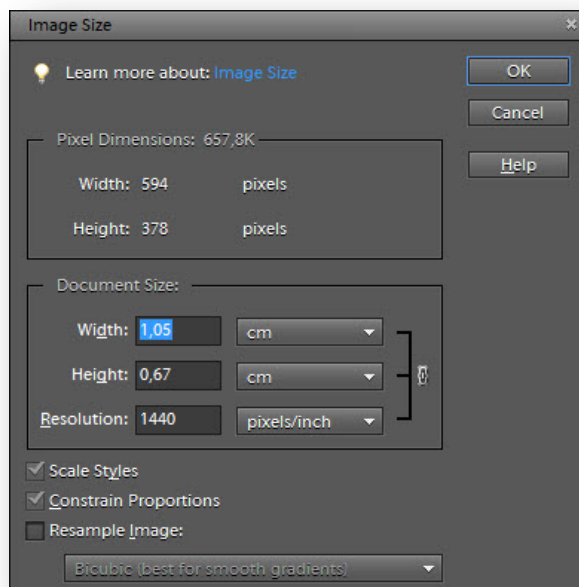 Image Size
Learn more about: Image Size
OK
Cancel
Help
Pixel Dimensions: 657,8K
Width: 594 pixels
Height: 378 pixels
Document Size:
Width: 1,05 cm
Height: 0,67 cm
Resolution: 1440 pixels/inch
Scale Styles
Constrain Proportions
Resample Image:
Bicubic (best for smooth gradients)